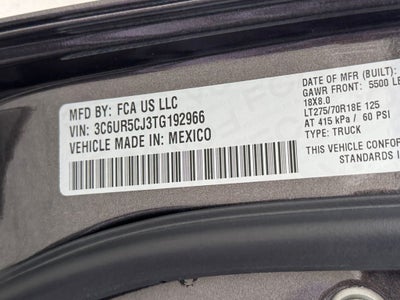 MFD BY: FCA US LLC
VIN: 3C6UR5CJ3TG192966
VEHICLE MADE IN: MEXICO
DATE OF MFR (BUILT):
GAWR FRONT: 5500 LB
18X8.0
LT275/70R18E 125
AT 415 kPa / 60 PSI
TYPE: TRUCK
THIS VEHICLE CONFOR
STANDARDS I